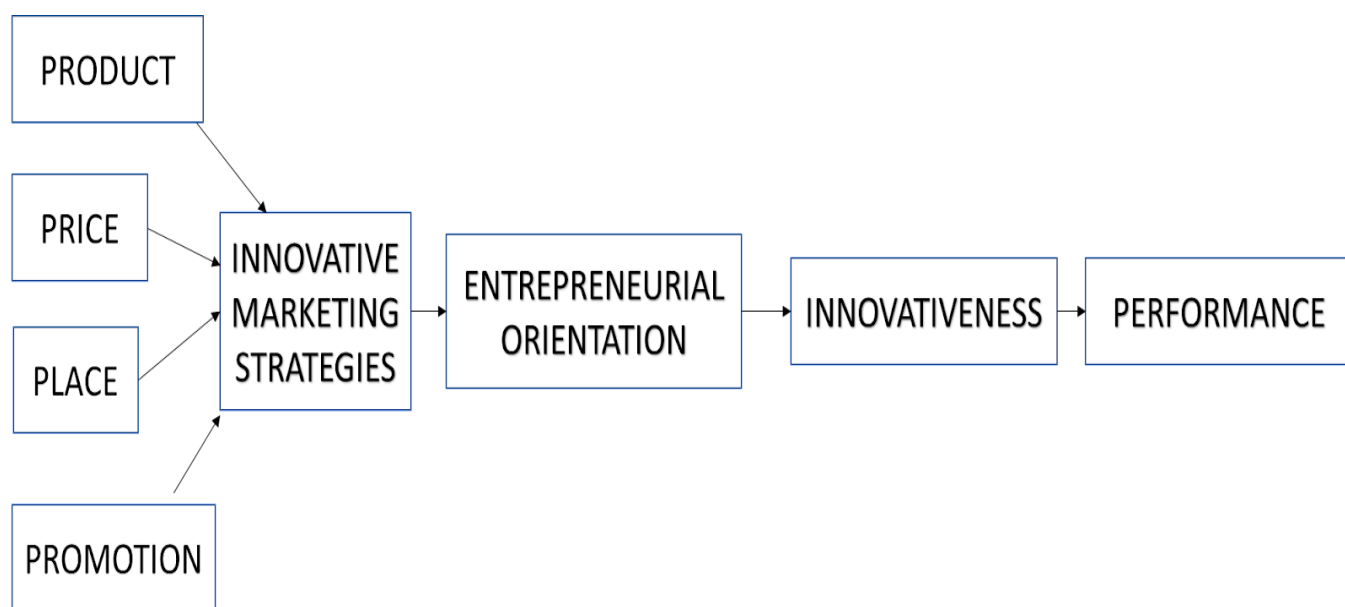 PRODUCT
PRICE
PLACE
PROMOTION
INNOVATIVE
MARKETING
STRATEGIES
ENTREPRENEURIAL
ORIENTATION
INNOVATIVENESS
PERFORMANCE